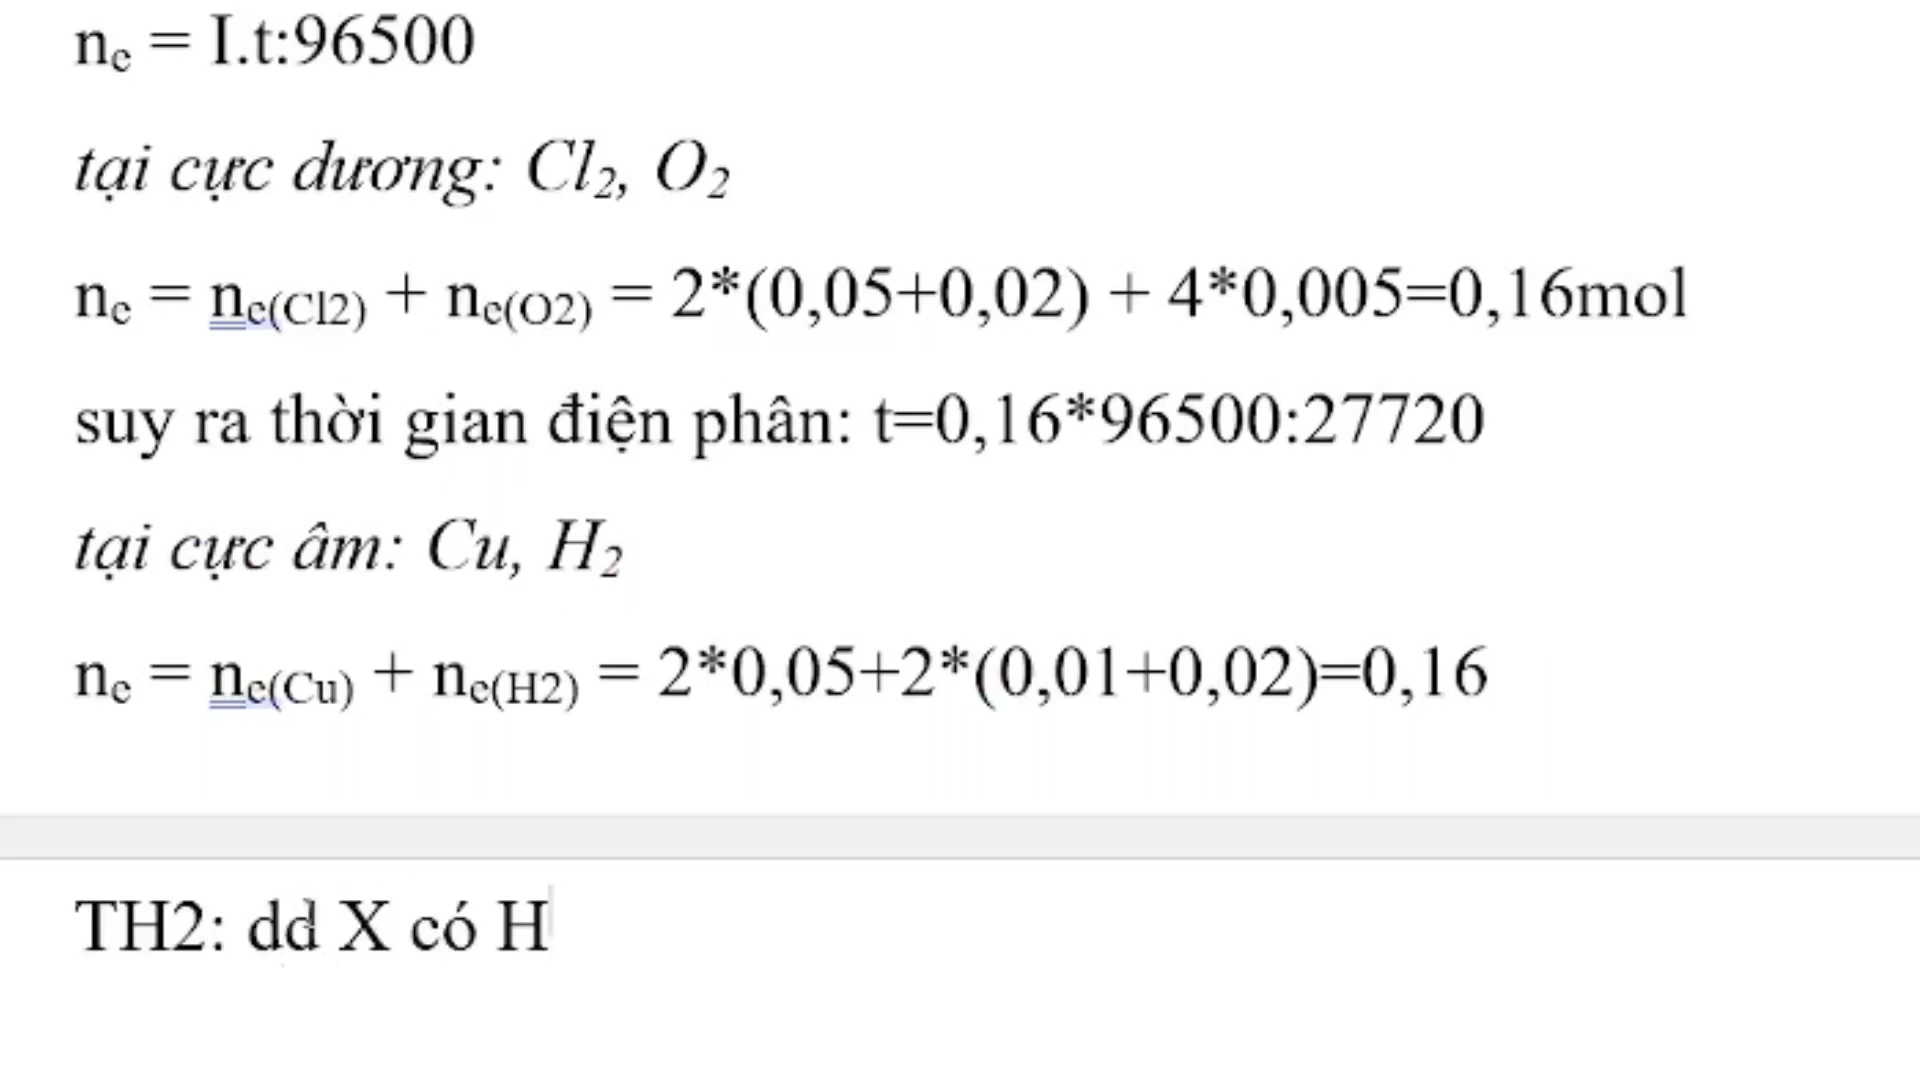 nₑ = I.t:96500
tại cực dương: Cl₂, O₂
nₑ = nₑ(Cl2) + nₑ(O2) = 2*(0,05+0,02) + 4*0,005=0,16mol
suy ra thời gian điện phân: t=0,16*96500:27720
tại cực âm: Cu, H₂
nₑ = nₑ(Cu) + nₑ(H2) = 2*0,05+2*(0,01+0,02)=0,16
TH2: dd X có H